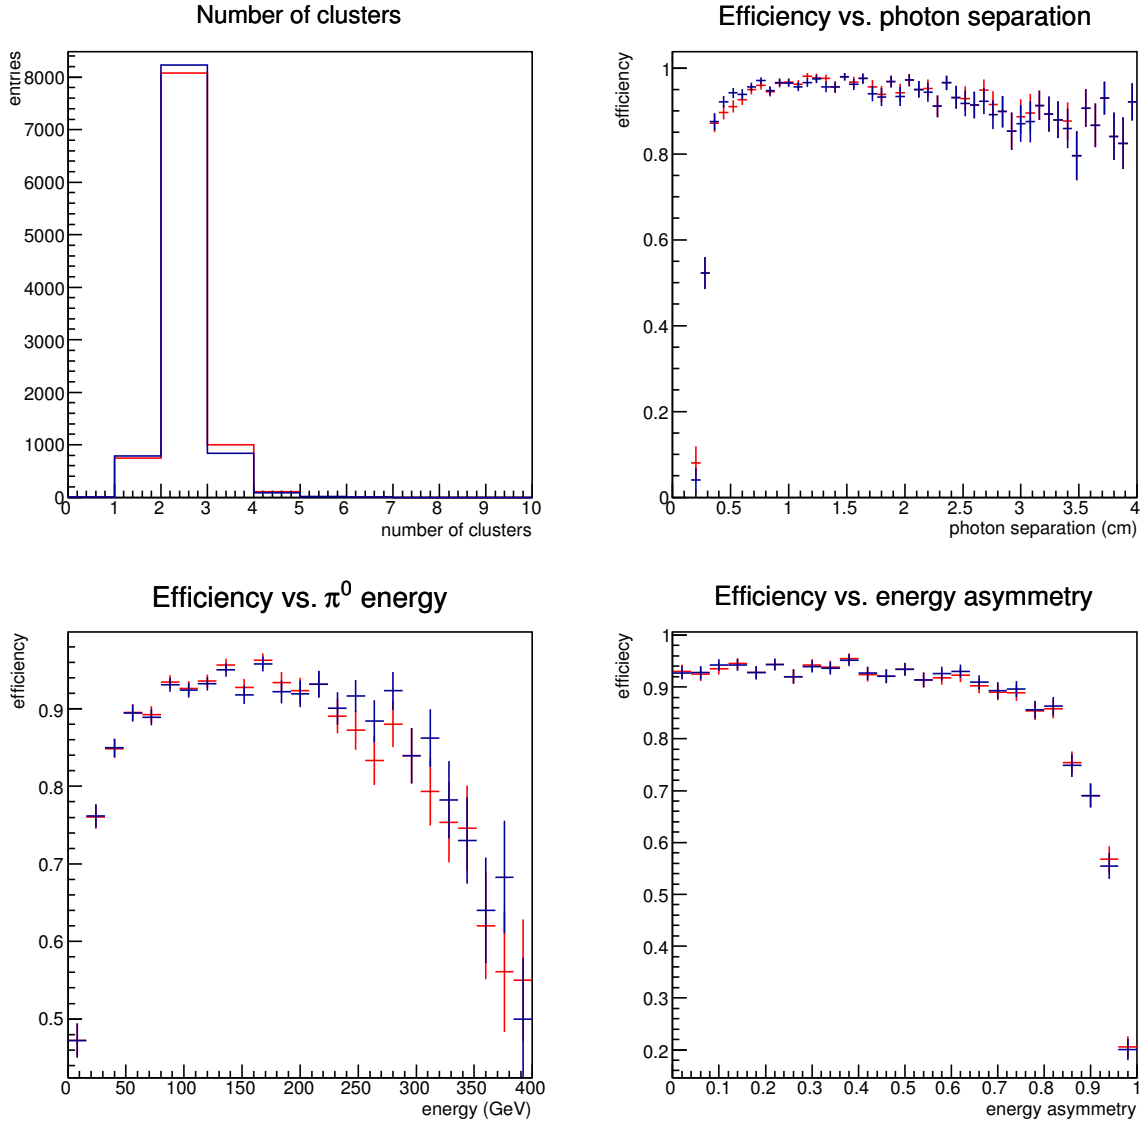 Number of clusters
entries
8000
7000
6000
5000
4000
3000
2000
1000
0
0 1 2 3 4 5 6 7 8 9 10
number of clusters
Efficiency vs. photon separation
efficiency
1
0.8
0.6
0.4
0.2
0
0 0.5 1 1.5 2 2.5 3 3.5 4
photon separation (cm)
Efficiency vs. π⁰ energy
efficiency
0.9
0.8
0.7
0.6
0.5
0 50 100 150 200 250 300 350 400
energy (GeV)
Efficiency vs. energy asymmetry
efficiecy
1
0.9
0.8
0.7
0.6
0.5
0.4
0.3
0.2
0 0.1 0.2 0.3 0.4 0.5 0.6 0.7 0.8 0.9 1
energy asymmetry